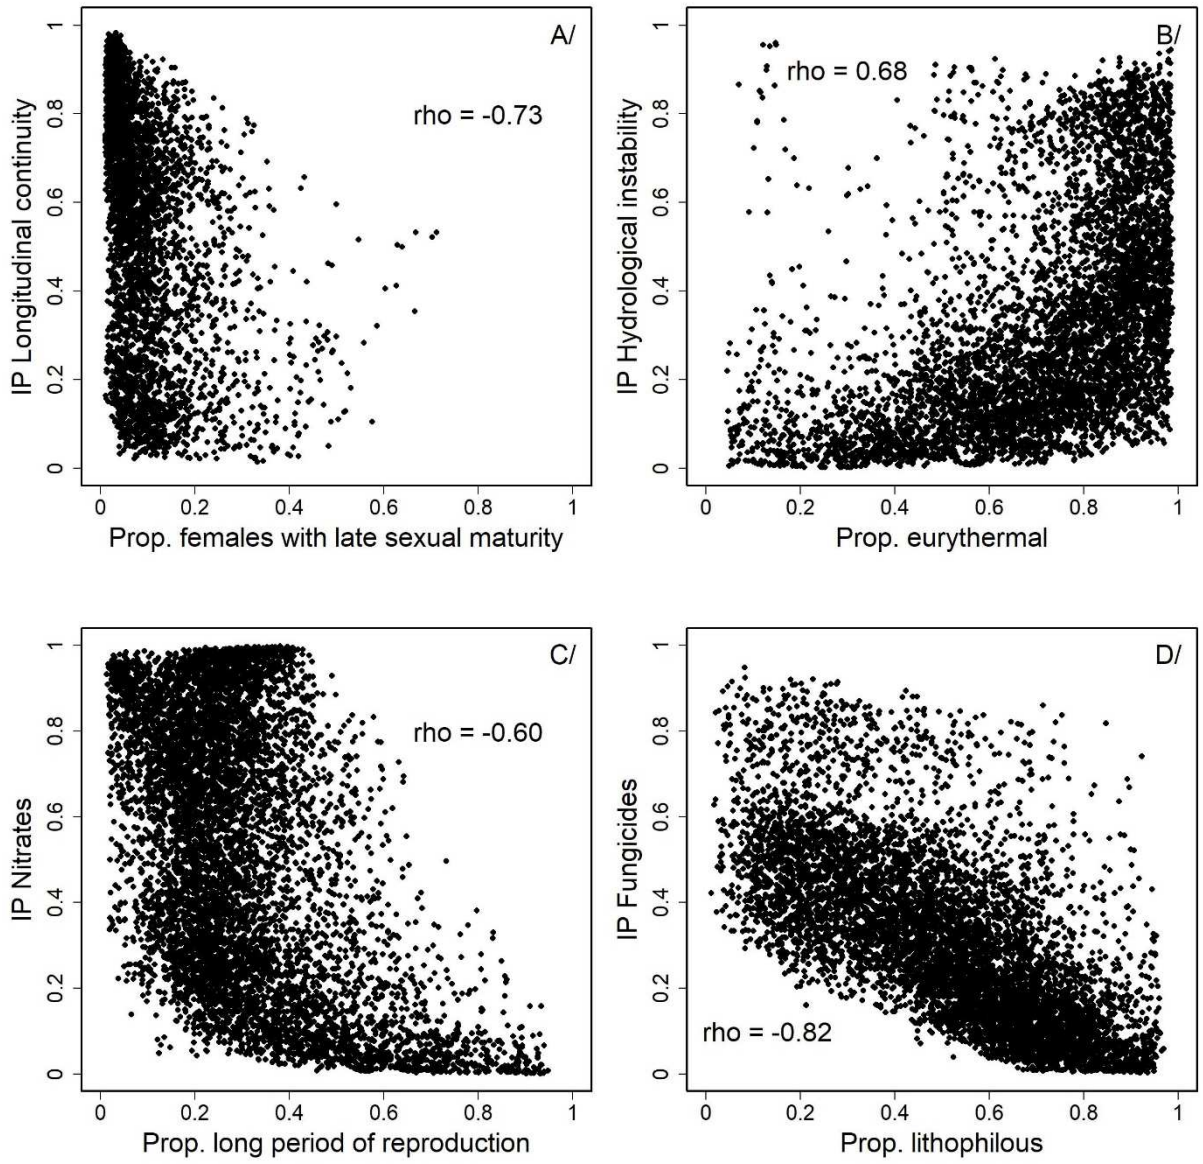 A/
rho = -0.73
IP Longitudinal continuity
0 0.2 0.4 0.6 0.8 1
0 0.2 0.4 0.6 0.8 1
Prop. females with late sexual maturity
B/
rho = 0.68
IP Hydrological instability
0 0.2 0.4 0.6 0.8 1
0 0.2 0.4 0.6 0.8 1
Prop. eurythermal
C/
rho = -0.60
IP Nitrates
0 0.2 0.4 0.6 0.8 1
0 0.2 0.4 0.6 0.8 1
Prop. long period of reproduction
D/
rho = -0.82
IP Fungicides
0 0.2 0.4 0.6 0.8 1
0 0.2 0.4 0.6 0.8 1
Prop. lithophilous